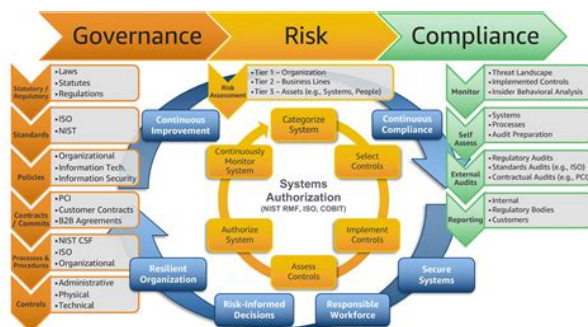 Governance
Risk
Compliance
Statutory /
Regulatory
•Laws
•Statutes
•Regulations
Standards
•ISO
•NIST
Policies
•Organizational
•Information Tech.
•Information Security
Contracts
/ Commits
•PCI
•Customer Contracts
•B2B Agreements
Processes &
Procedures
•NIST CSF
•ISO
•Organizational
Controls
•Administrative
•Physical
•Technical
Risk
Assessment
•Tier 1 – Organization
•Tier 2 – Business Lines
•Tier 3 – Assets (e.g., Systems, People)
Continuous
Improvement
Continuous
Compliance
Categorize
System
Continuously
Monitor
System
Select
Controls
Systems
Authorization
(NIST RMF, ISO, COBIT)
Authorize
System
Implement
Controls
Assess
Controls
Resilient
Organization
Secure
Systems
Risk-Informed
Decisions
Responsible
Workforce
Monitor
•Threat Landscape
•Implemented Controls
•Insider Behavioral Analysis
Self
Assess
•Systems
•Processes
•Audit Preparation
External
Audits
•Regulatory Audits
•Standards Audits (e.g., ISO)
•Contractual Audits (e.g., PCI)
Reporting
•Internal
•Regulatory Bodies
•Customers